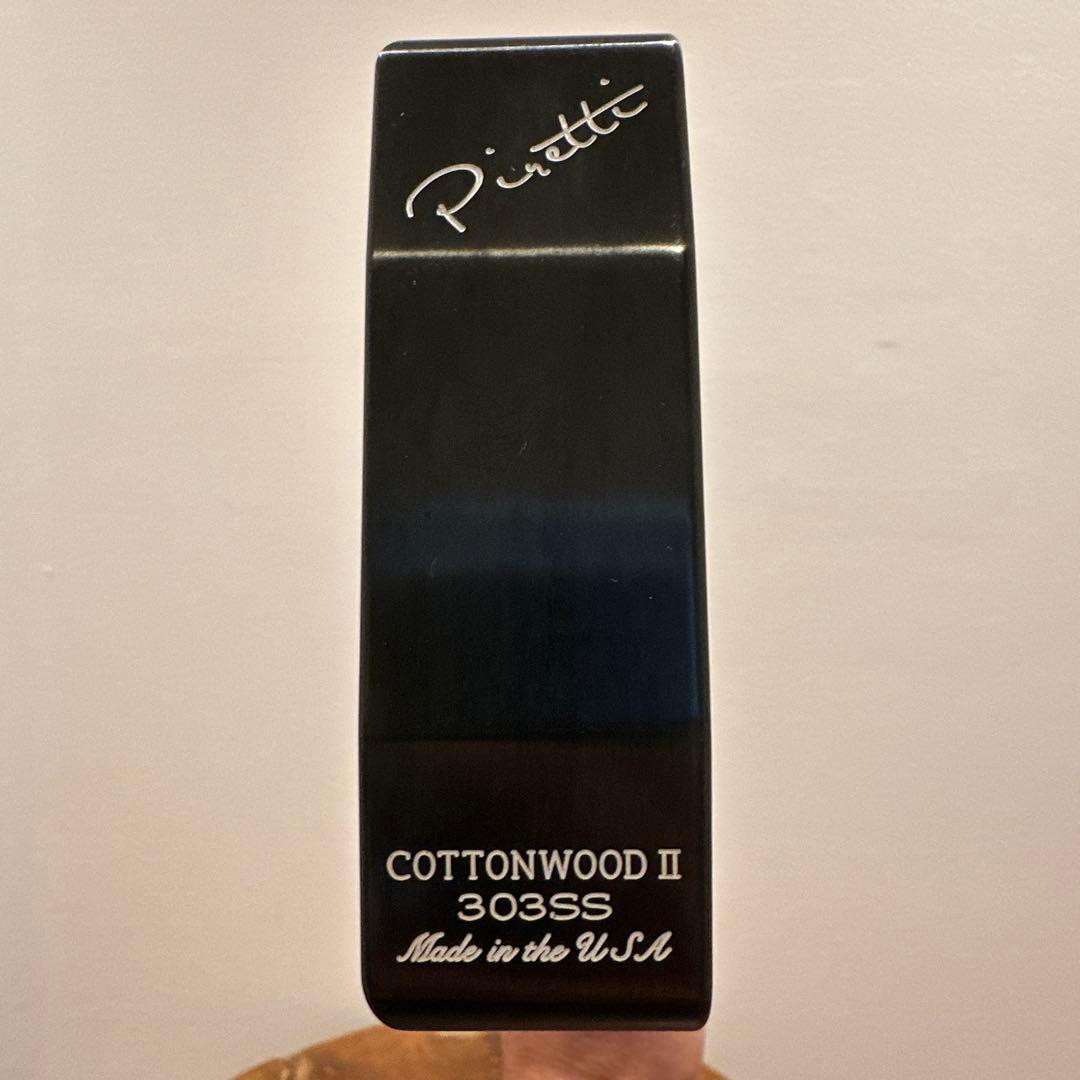 Piretti
COTTONWOOD II
303SS
Made in the USA